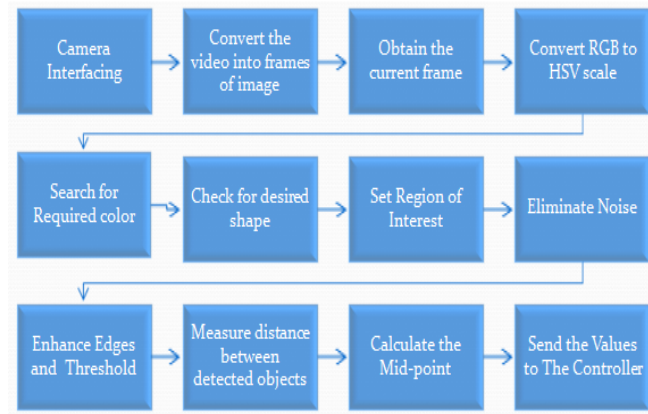 Camera
Interfacing
Convert the
video into frames
of image
Obtain the
current frame
Convert RGB to
HSV scale
Search for
Required color
Check for desired
shape
Set Region of
Interest
Eliminate Noise
Enhance Edges
and Threshold
Measure distance
between
detected objects
Calculate the
Mid-point
Send the Values
to The Controller